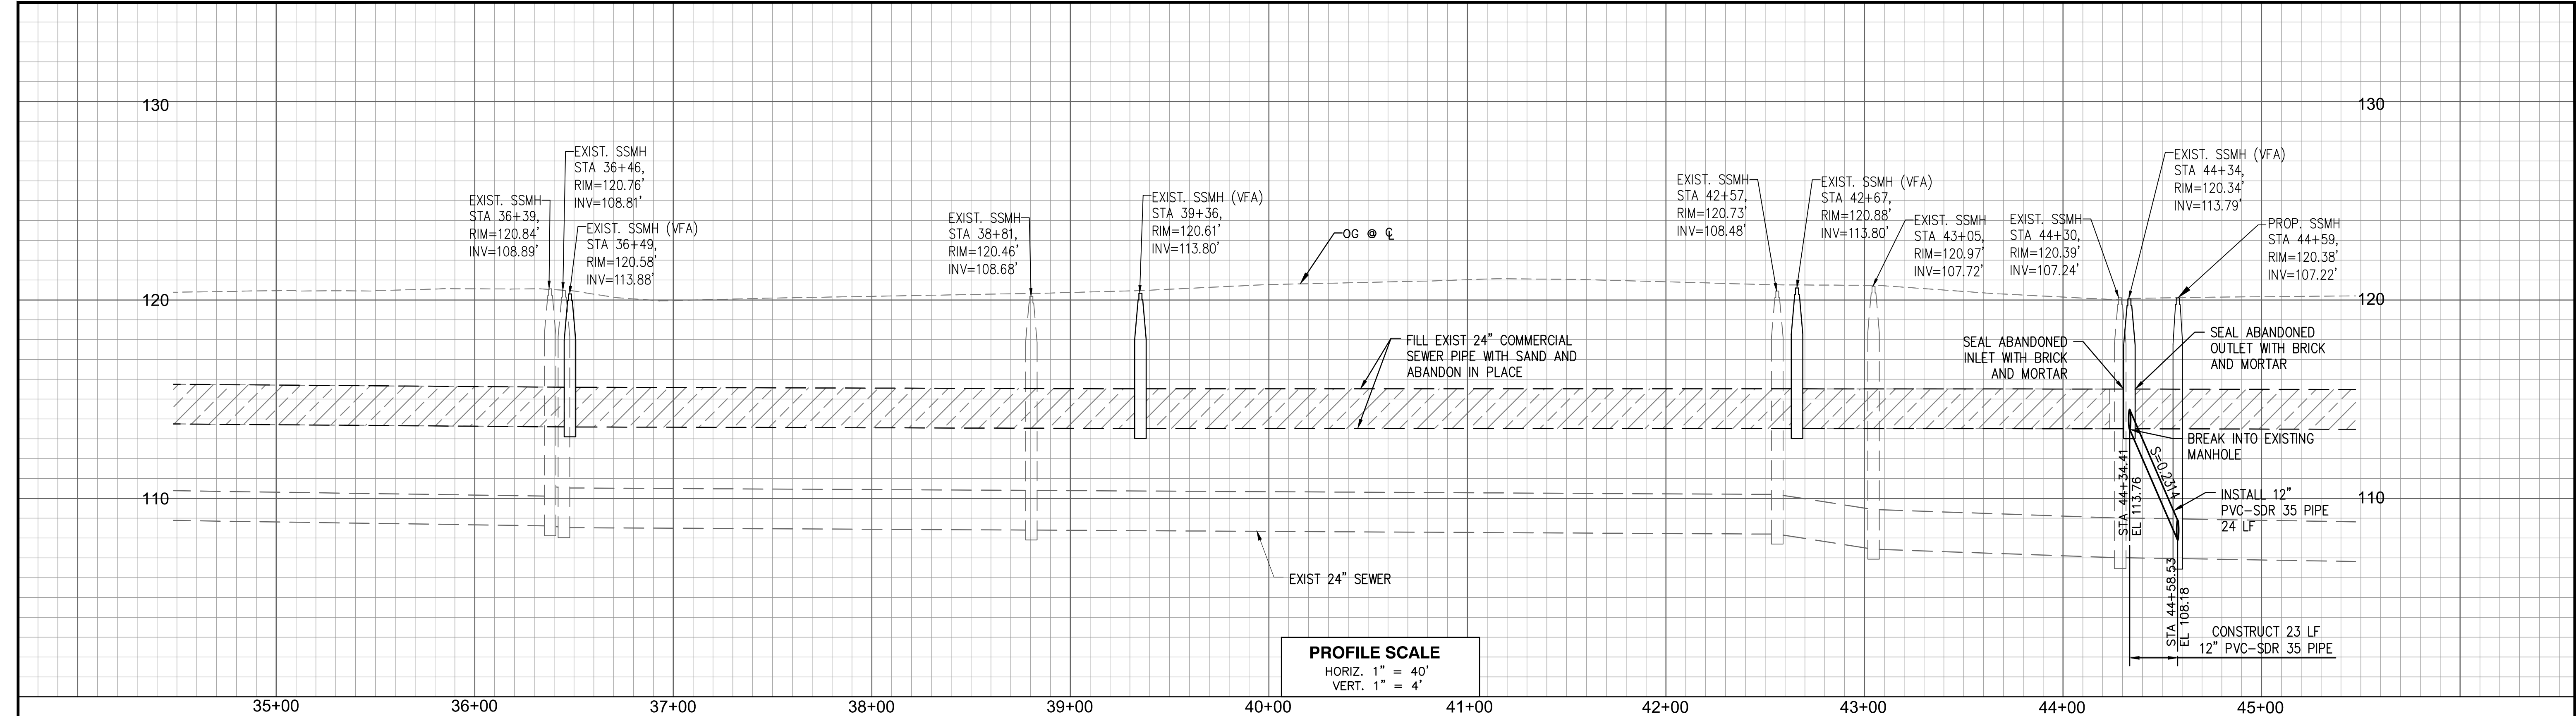 130
130
120
120
110
110
EXIST. SSMH
STA 36+39,
RIM=120.84'
INV=108.89'
EXIST. SSMH
STA 36+46,
RIM=120.76'
INV=108.81'
EXIST. SSMH (VFA)
STA 36+49,
RIM=120.58'
INV=113.88'
EXIST. SSMH
STA 38+81,
RIM=120.46'
INV=108.68'
EXIST. SSMH (VFA)
STA 39+36,
RIM=120.61'
INV=113.80'
OG @ ℄
FILL EXIST 24" COMMERCIAL
SEWER PIPE WITH SAND AND
ABANDON IN PLACE
EXIST 24" SEWER
EXIST. SSMH
STA 42+57,
RIM=120.73'
INV=108.48'
EXIST. SSMH (VFA)
STA 42+67,
RIM=120.88'
INV=113.80'
EXIST. SSMH
STA 43+05,
RIM=120.97'
INV=107.72'
EXIST. SSMH
STA 44+30,
RIM=120.39'
INV=107.24'
EXIST. SSMH (VFA)
STA 44+34,
RIM=120.34'
INV=113.79'
PROP. SSMH
STA 44+59,
RIM=120.38'
INV=107.22'
SEAL ABANDONED
INLET WITH BRICK
AND MORTAR
SEAL ABANDONED
OUTLET WITH BRICK
AND MORTAR
BREAK INTO EXISTING
MANHOLE
S=0.2314
STA 44+34.41
EL 113.76
INSTALL 12"
PVC-SDR 35 PIPE
24 LF
STA 44+58.53
EL 108.18
CONSTRUCT 23 LF
12" PVC-SDR 35 PIPE
PROFILE SCALE
HORIZ. 1" = 40'
VERT. 1" = 4'
35+00
36+00
37+00
38+00
39+00
40+00
41+00
42+00
43+00
44+00
45+00